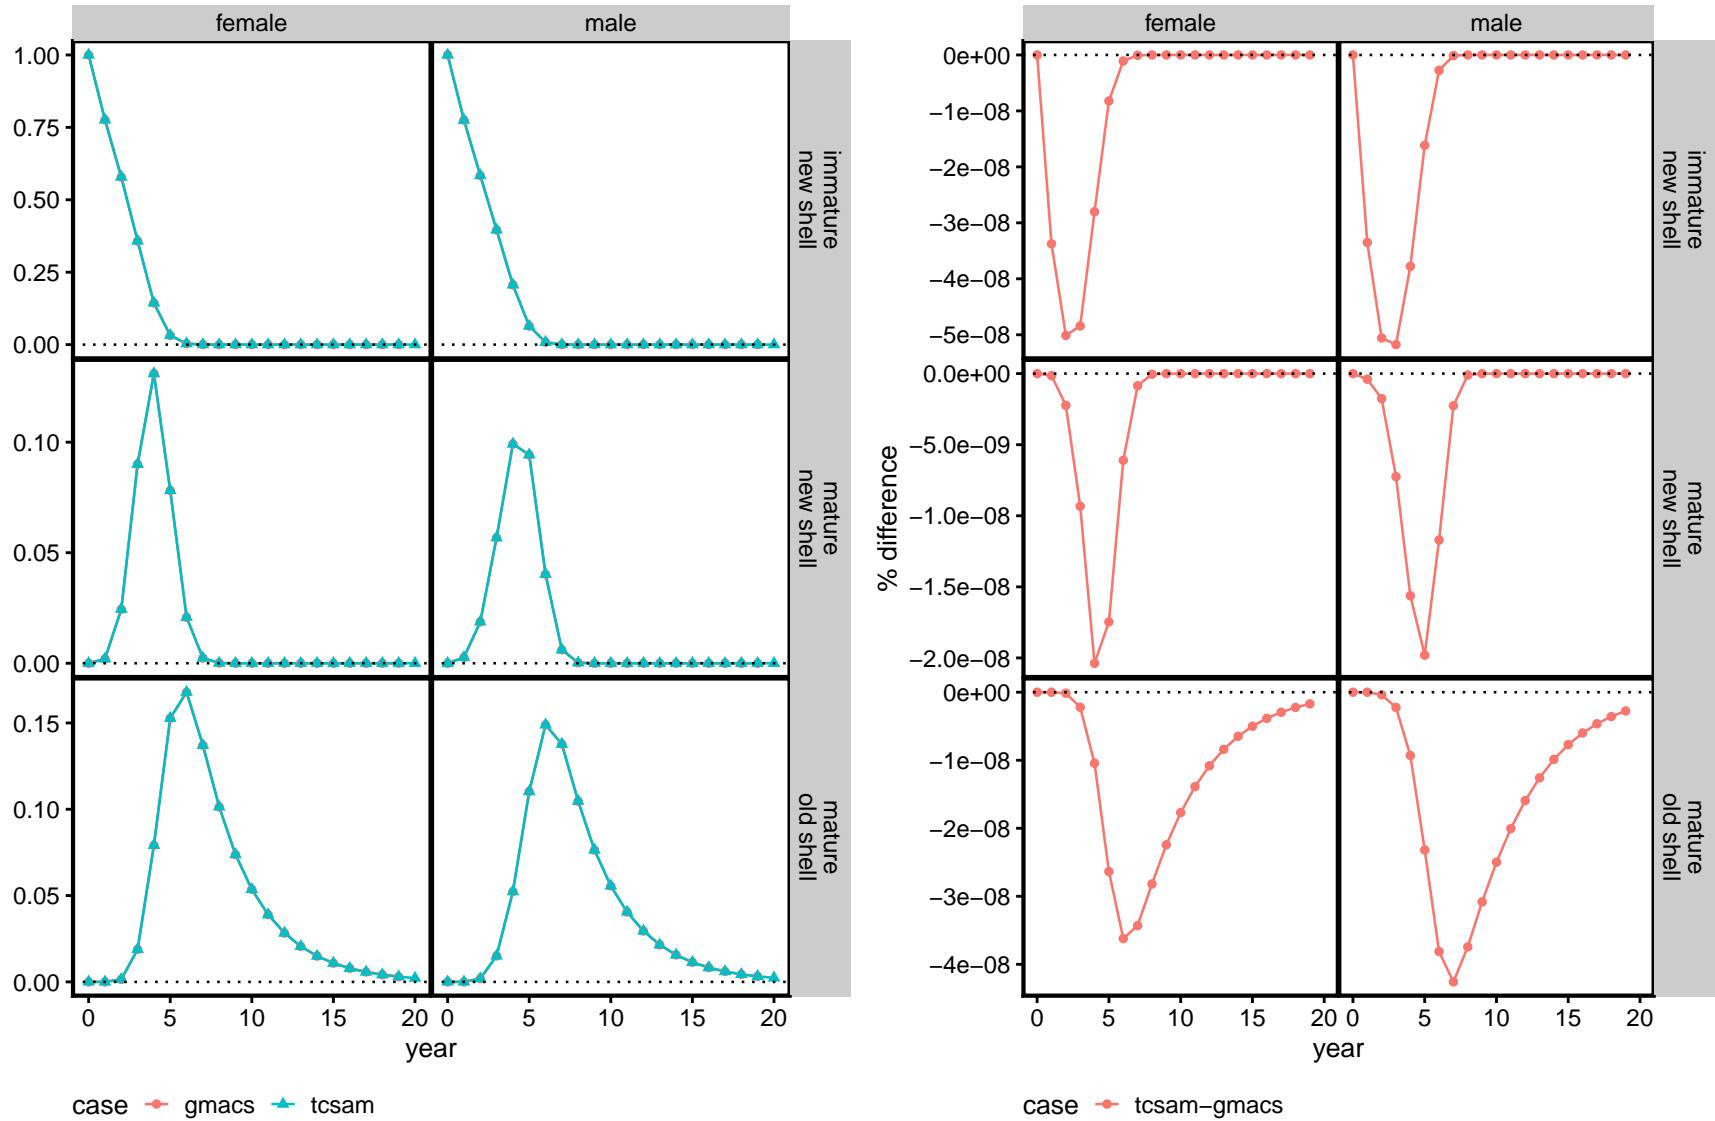 female male
1.00
0.75
0.50
0.25
0.00
immature
new shell
0.10
0.05
0.00
mature
new shell
0.15
0.10
0.05
0.00
mature
old shell
0 5 10 15 20 0 5 10 15 20
year
case gmacs tcsam
female male
0e+00
−1e−08
−2e−08
−3e−08
−4e−08
−5e−08
immature
new shell
% difference
0.0e+00
−5.0e−09
−1.0e−08
−1.5e−08
−2.0e−08
mature
new shell
0e+00
−1e−08
−2e−08
−3e−08
−4e−08
mature
old shell
0 5 10 15 20 0 5 10 15 20
year
case tcsam−gmacs